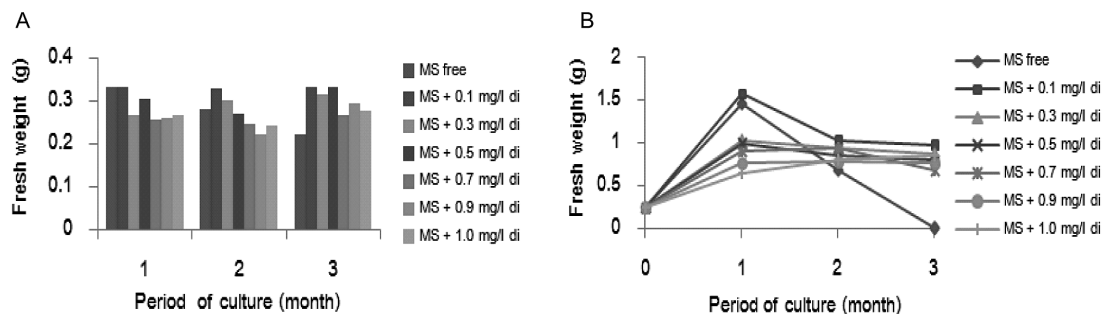 A
Fresh weight (g)
0.4
0.3
0.2
0.1
0
1 2 3
Period of culture (month)
MS free
MS + 0.1 mg/l di
MS + 0.3 mg/l di
MS + 0.5 mg/l di
MS + 0.7 mg/l di
MS + 0.9 mg/l di
MS + 1.0 mg/l di
B
Fresh weight (g)
2
1.5
1
0.5
0
0 1 2 3
Period of culture (month)
MS free
MS + 0.1 mg/l di
MS + 0.3 mg/l di
MS + 0.5 mg/l di
MS + 0.7 mg/l di
MS + 0.9 mg/l di
MS + 1.0 mg/l di